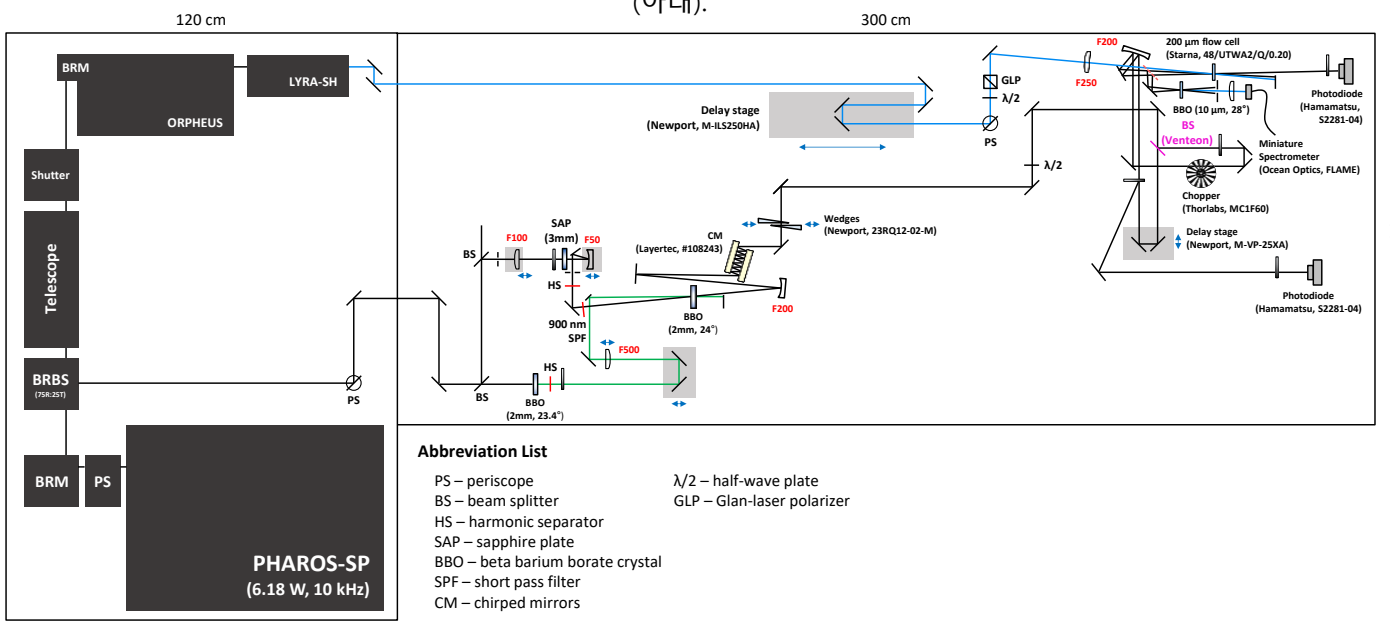 (아래).
120 cm
300 cm
BRM
ORPHEUS
LYRA-SH
Shutter
Telescope
BRBS
(75R:25T)
BRM
PS
PHAROS-SP
(6.18 W, 10 kHz)
PS
Delay stage
(Newport, M-ILS250HA)
GLP
λ/2
PS
F250
F200
200 μm flow cell
(Starna, 48/UTWA2/Q/0.20)
Photodiode
(Hamamatsu,
S2281-04)
BBO (10 μm, 28°)
BS
(Venteon)
Miniature
Spectrometer
(Ocean Optics, FLAME)
Chopper
(Thorlabs, MC1F60)
Delay stage
(Newport, M-VP-25XA)
Photodiode
(Hamamatsu, S2281-04)
λ/2
Wedges
(Newport, 23RQ12-02-M)
CM
(Layertec, #108243)
SAP
(3mm)
F100
F50
BS
HS
900 nm
SPF
BBO
(2mm, 24°)
F200
F500
HS
BS
BBO
(2mm, 23.4°)
Abbreviation List
PS – periscope
BS – beam splitter
HS – harmonic separator
SAP – sapphire plate
BBO – beta barium borate crystal
SPF – short pass filter
CM – chirped mirrors
λ/2 – half-wave plate
GLP – Glan-laser polarizer